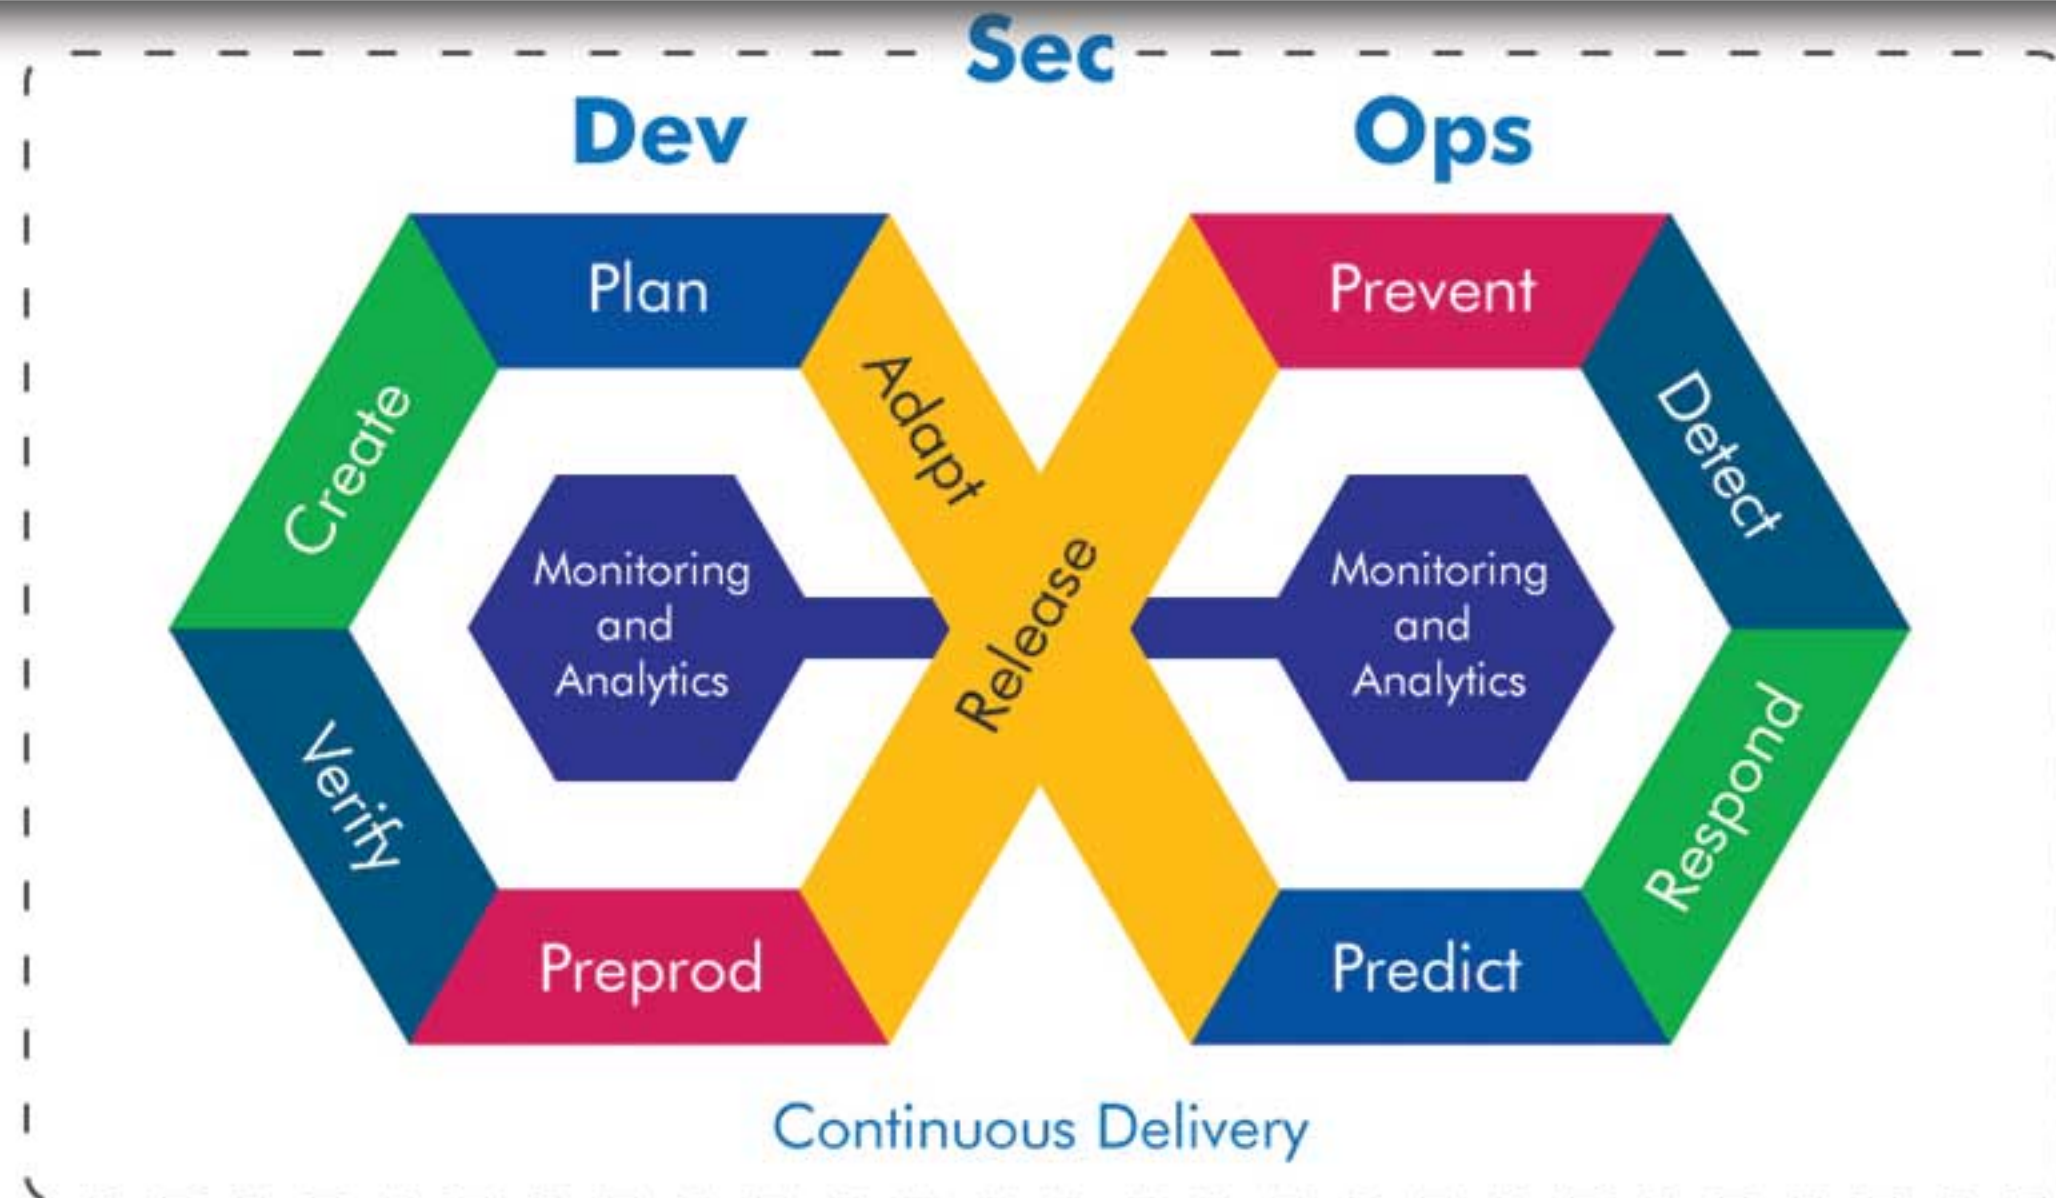 Sec
Dev
Ops
Plan
Prevent
Adapt
Create
Detect
Monitoring
and
Analytics
Monitoring
and
Analytics
Release
Verify
Respond
Preprod
Predict
Continuous Delivery